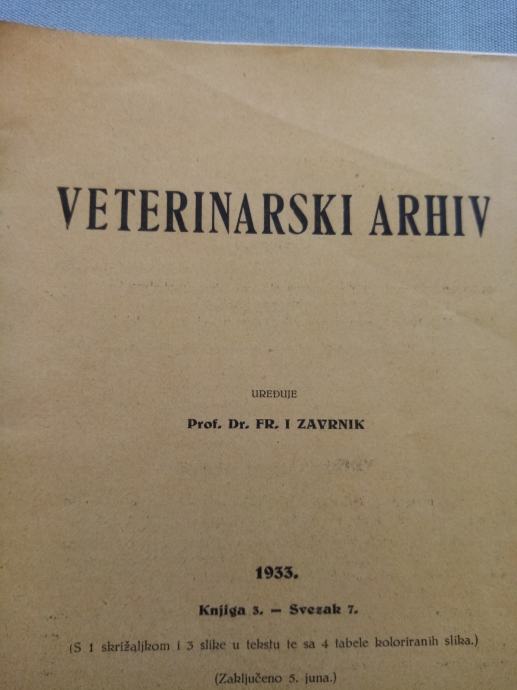 VETERINARSKI ARHIV
UREĐUJE
Prof. Dr. FR. I ZAVRNIK
1933.
Knjiga 3. — Svezak 7.
(S 1 skrižaljkom i 3 slike u tekstu te sa 4 tabele koloriranih slika.)
(Zaključeno 5. juna.)